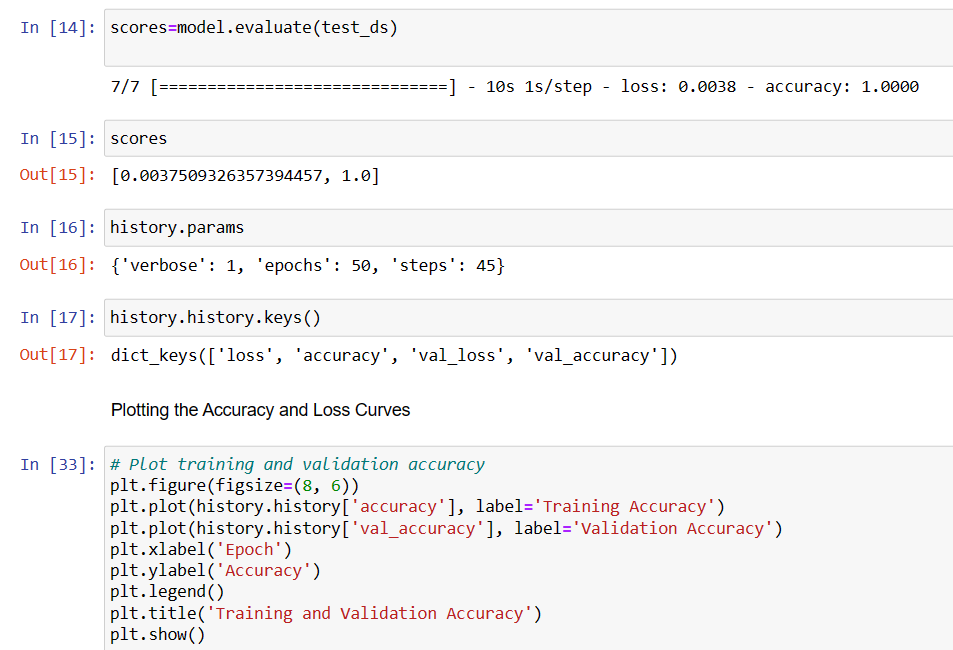 In [14]: scores=model.evaluate(test_ds)
7/7 [==============================] - 10s 1s/step - loss: 0.0038 - accuracy: 1.0000
In [15]: scores
Out[15]: [0.0037509326357394457, 1.0]
In [16]: history.params
Out[16]: {'verbose': 1, 'epochs': 50, 'steps': 45}
In [17]: history.history.keys()
Out[17]: dict_keys(['loss', 'accuracy', 'val_loss', 'val_accuracy'])
Plotting the Accuracy and Loss Curves
In [33]: # Plot training and validation accuracy
plt.figure(figsize=(8, 6))
plt.plot(history.history['accuracy'], label='Training Accuracy')
plt.plot(history.history['val_accuracy'], label='Validation Accuracy')
plt.xlabel('Epoch')
plt.ylabel('Accuracy')
plt.legend()
plt.title('Training and Validation Accuracy')
plt.show()